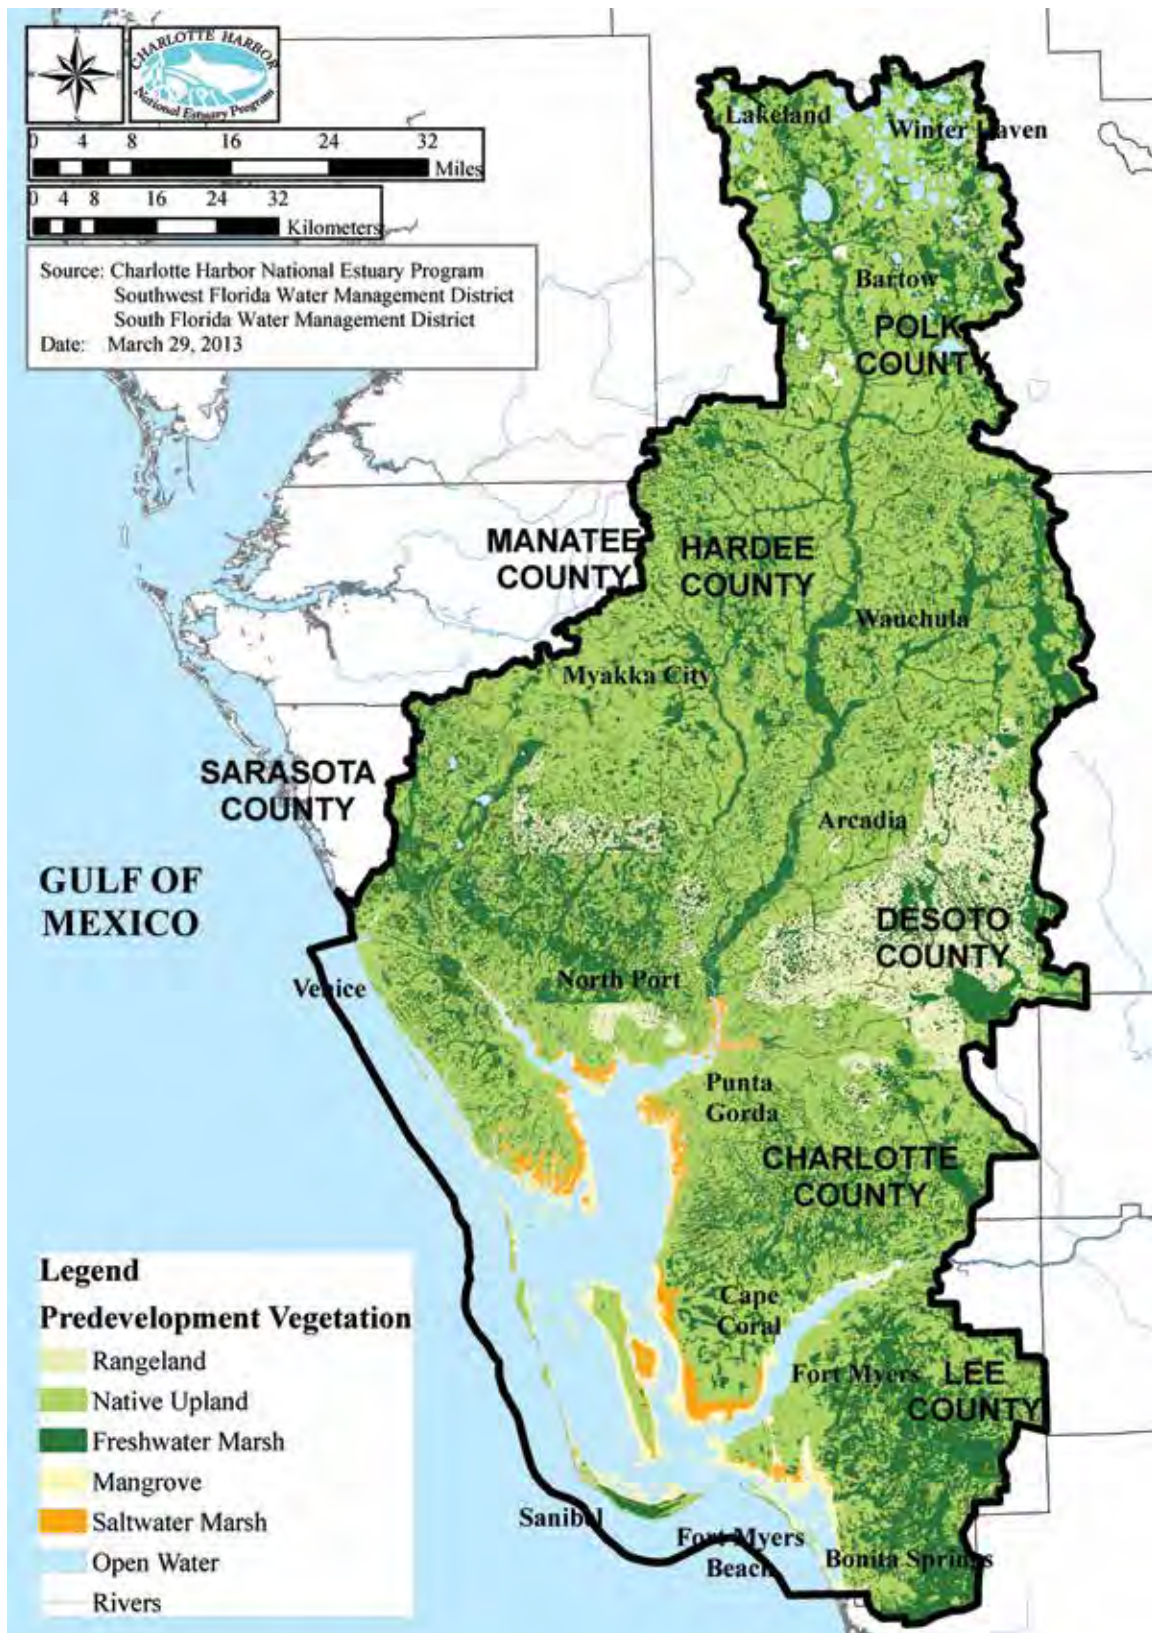 CHARLOTTE HARBOR
National Estuary Program
0 4 8 16 24 32
Miles
0 4 8 16 24 32
Kilometers
Source: Charlotte Harbor National Estuary Program
Southwest Florida Water Management District
South Florida Water Management District
Date: March 29, 2013
Lakeland
Winter Haven
Bartow
POLK
COUNTY
MANATEE
COUNTY
HARDEE
COUNTY
Wauchula
Myakka City
SARASOTA
COUNTY
Arcadia
GULF OF
MEXICO
DESOTO
COUNTY
Venice
North Port
Punta
Gorda
CHARLOTTE
COUNTY
Cape
Coral
Fort Myers
LEE
COUNTY
Sanibel
Fort Myers
Beach
Bonita Springs
Legend
Predevelopment Vegetation
Rangeland
Native Upland
Freshwater Marsh
Mangrove
Saltwater Marsh
Open Water
Rivers